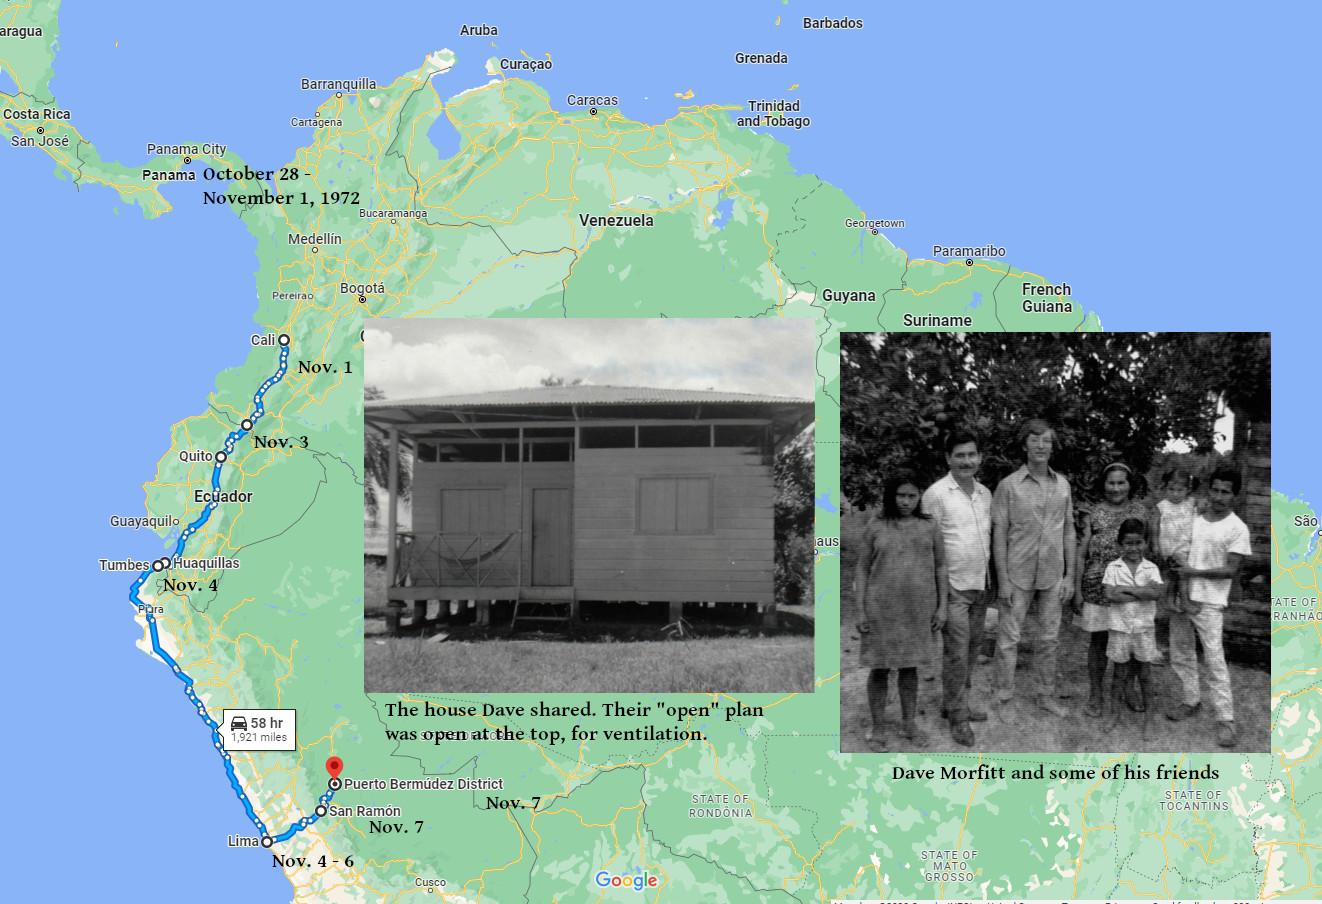 aragua
Aruba
Barbados
Curaçao
Grenada
Barranquilla
Caracas
Trinidad
and Tobago
Costa Rica
Cartagena
San José
Panama City
Panama
October 28 -
November 1, 1972
Bucaramanga
Venezuela
Georgetown
Medellín
Paramaribo
Pereira
Bogotá
Guyana
French
Guiana
Suriname
Cali
Nov. 1
Nov. 3
Quito
Ecuador
Guayaquil
São
aus
Tumbes
Huaquillas
Nov. 4
Piura
STATE OF
RANHÃO
58 hr
1,921 miles
The house Dave shared. Their "open" plan
was open at the top, for ventilation.
Dave Morfitt and some of his friends
Puerto Bermúdez District
Nov. 7
San Ramón
Nov. 7
STATE OF
RONDÔNIA
STATE OF
TOCANTINS
Lima
Nov. 4 - 6
STATE OF
MATO
GROSSO
Cusco
Google